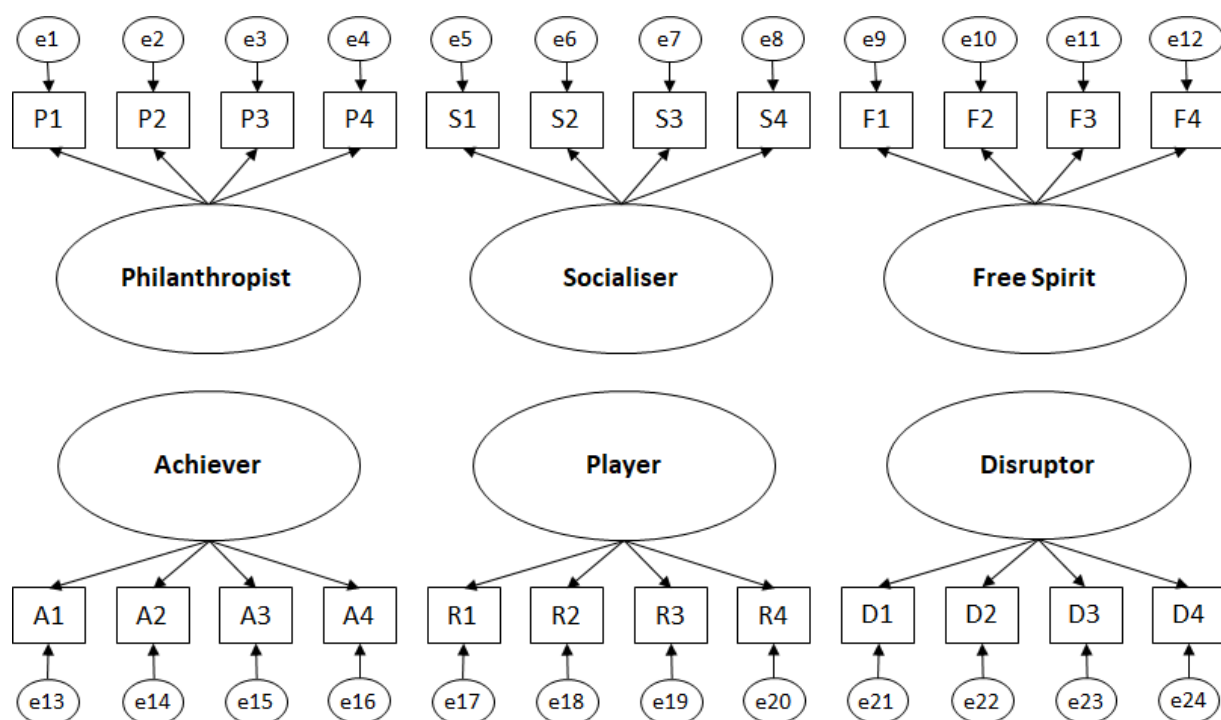 e1 e2 e3 e4 e5 e6 e7 e8 e9 e10 e11 e12
P1 P2 P3 P4 S1 S2 S3 S4 F1 F2 F3 F4
Philanthropist Socialiser Free Spirit
Achiever Player Disruptor
A1 A2 A3 A4 R1 R2 R3 R4 D1 D2 D3 D4
e13 e14 e15 e16 e17 e18 e19 e20 e21 e22 e23 e24